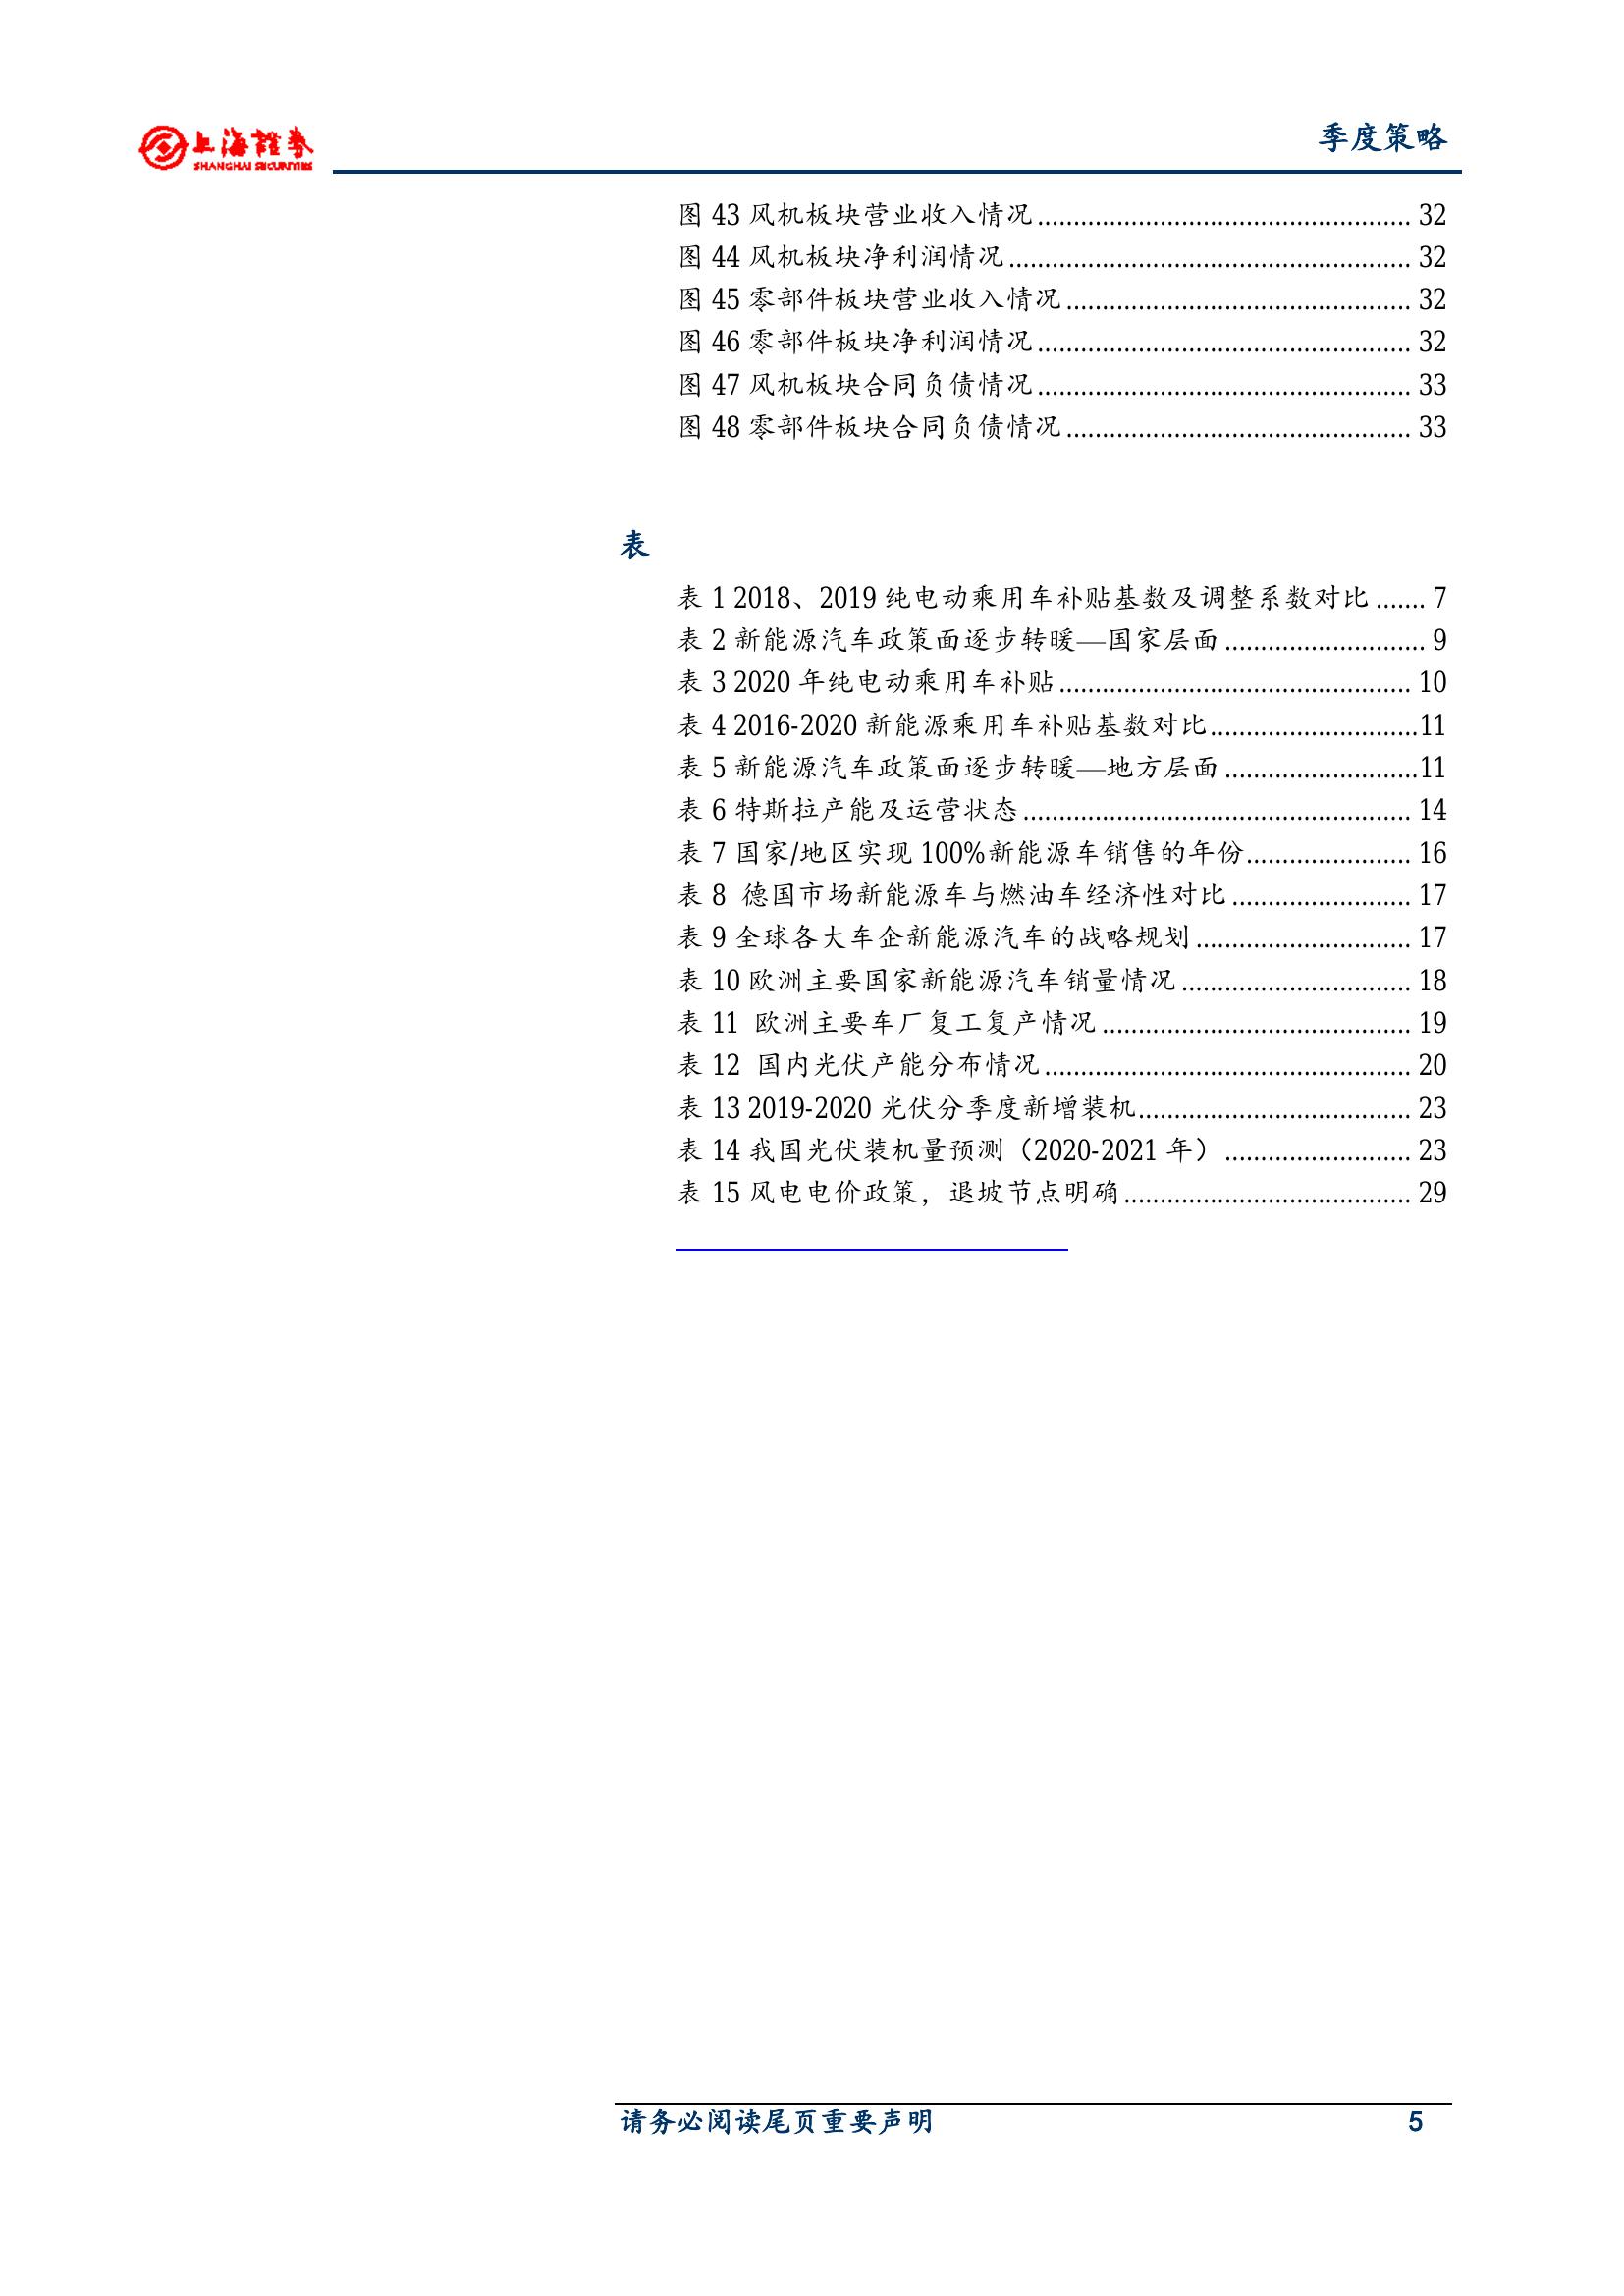 上海證券
SHANGHAI SECURITIES
季度策略
图 43 风机板块营业收入情况.................................................... 32
图 44 风机板块净利润情况........................................................ 32
图 45 零部件板块营业收入情况................................................ 32
图 46 零部件板块净利润情况.................................................... 32
图 47 风机板块合同负债情况.................................................... 33
图 48 零部件板块合同负债情况................................................ 33
表
表 1 2018、2019 纯电动乘用车补贴基数及调整系数对比....... 7
表 2 新能源汽车政策面逐步转暖—国家层面............................ 9
表 3 2020 年纯电动乘用车补贴................................................. 10
表 4 2016-2020 新能源乘用车补贴基数对比.............................11
表 5 新能源汽车政策面逐步转暖—地方层面...........................11
表 6 特斯拉产能及运营状态...................................................... 14
表 7 国家/地区实现 100%新能源车销售的年份....................... 16
表 8 德国市场新能源车与燃油车经济性对比......................... 17
表 9 全球各大车企新能源汽车的战略规划.............................. 17
表 10 欧洲主要国家新能源汽车销量情况................................ 18
表 11 欧洲主要车厂复工复产情况........................................... 19
表 12 国内光伏产能分布情况................................................... 20
表 13 2019-2020 光伏分季度新增装机...................................... 23
表 14 我国光伏装机量预测（2020-2021 年）.......................... 23
表 15 风电电价政策，退坡节点明确........................................ 29
请务必阅读尾页重要声明
5